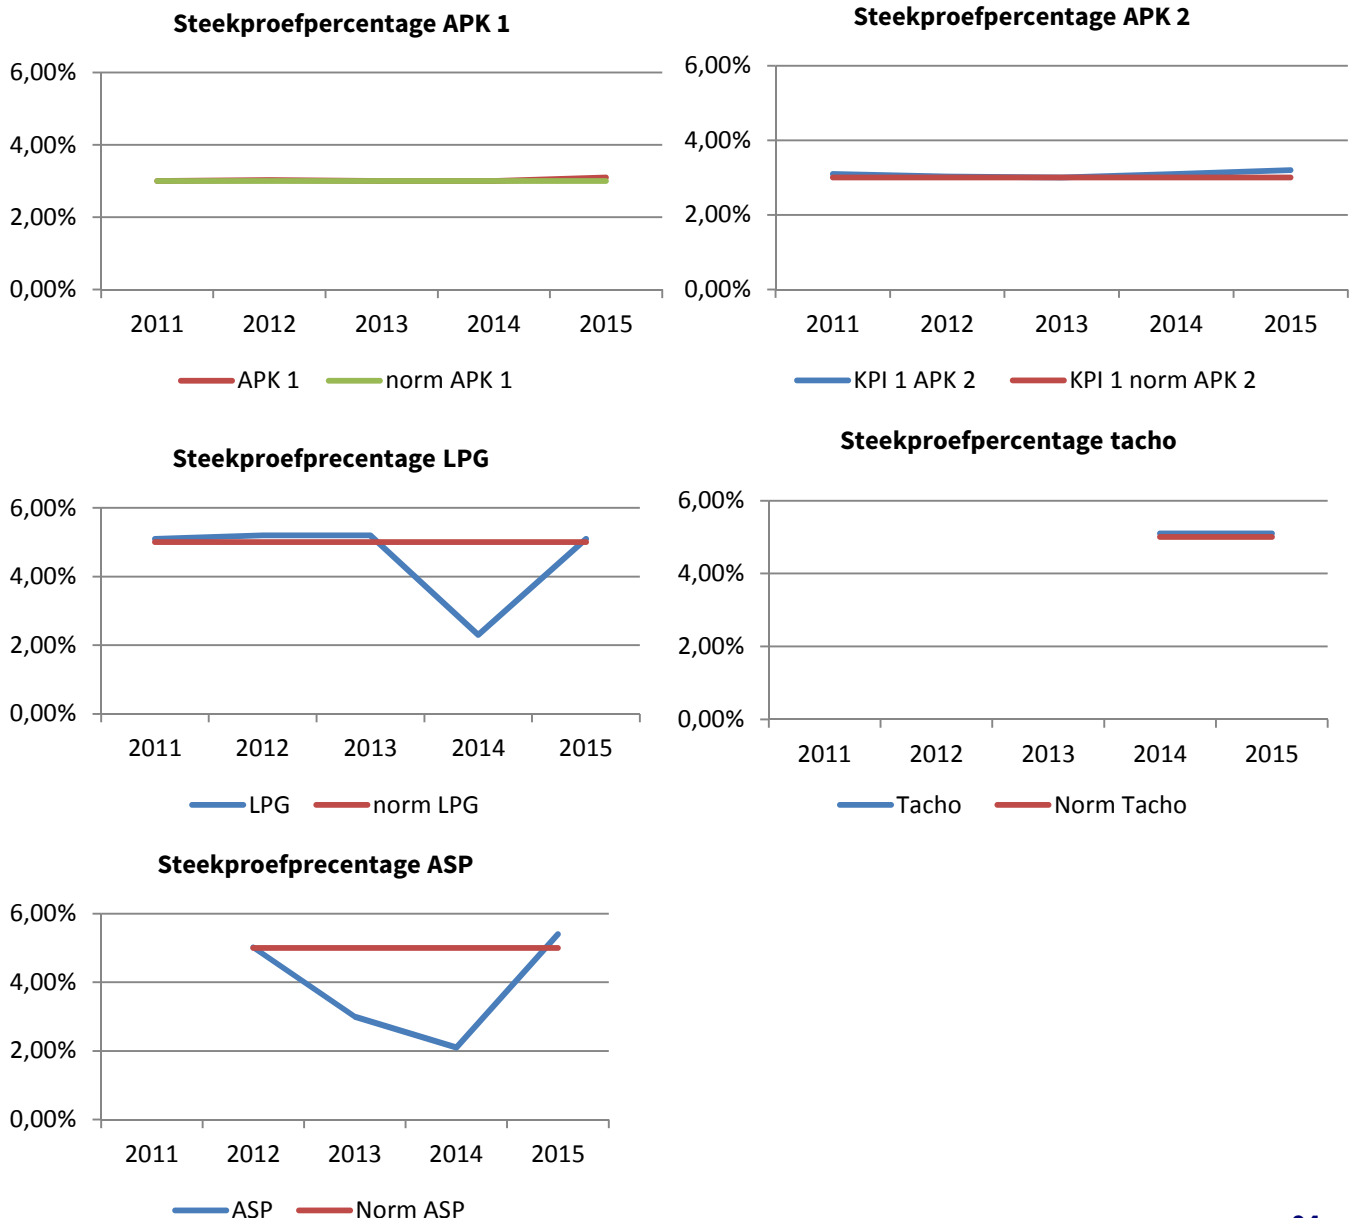 Steekproefpercentage APK 1
6,00%
4,00%
2,00%
0,00%
2011 2012 2013 2014 2015
APK 1 norm APK 1
Steekproefpercentage APK 2
6,00%
4,00%
2,00%
0,00%
2011 2012 2013 2014 2015
KPI 1 APK 2 KPI 1 norm APK 2
Steekproefprecentage LPG
6,00%
4,00%
2,00%
0,00%
2011 2012 2013 2014 2015
LPG norm LPG
Steekproefpercentage tacho
6,00%
4,00%
2,00%
0,00%
2011 2012 2013 2014 2015
Tacho Norm Tacho
Steekproefprecentage ASP
6,00%
4,00%
2,00%
0,00%
2011 2012 2013 2014 2015
ASP Norm ASP